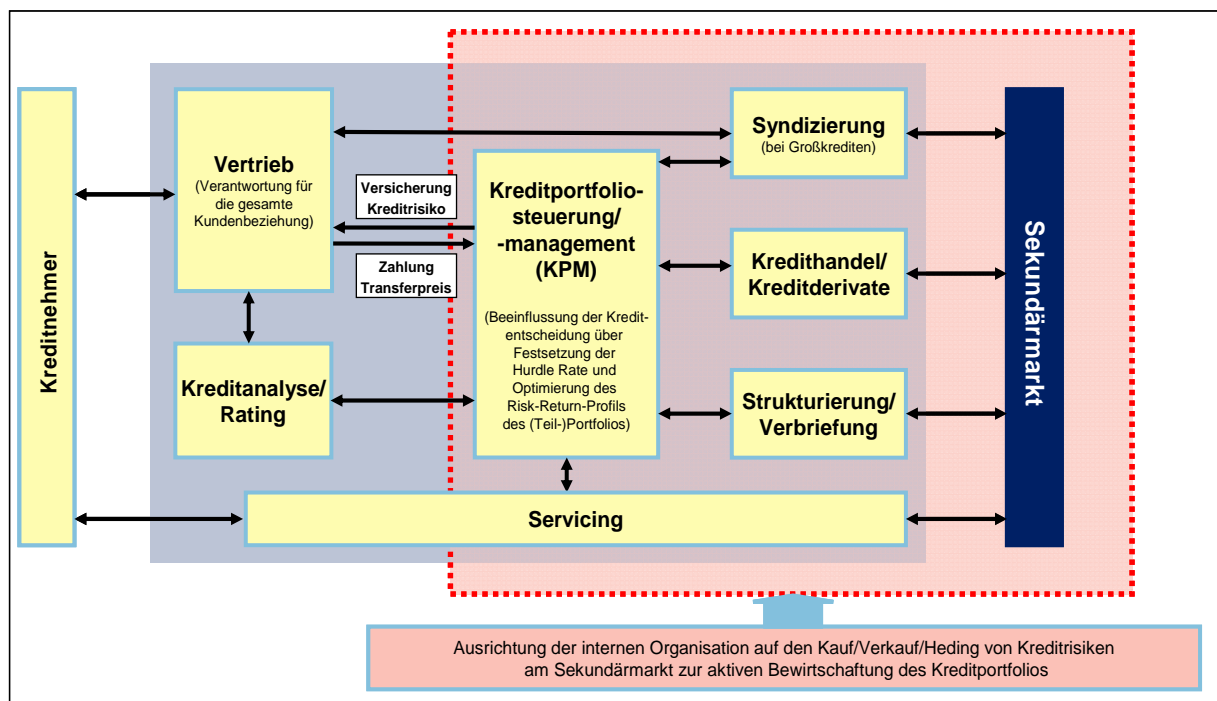 Kreditnehmer
Vertrieb
(Verantwortung für
die gesamte
Kundenbeziehung)
Kreditanalyse/
Rating
Versicherung
Kreditrisiko
Zahlung
Transferpreis
Kreditportfolio-
steuerung/
-management
(KPM)
(Beeinflussung der Kredit-
entscheidung über
Festsetzung der
Hurdle Rate und
Optimierung des
Risk-Return-Profils
des (Teil-)Portfolios)
Syndizierung
(bei Großkrediten)
Kredithandel/
Kreditderivate
Strukturierung/
Verbriefung
Servicing
Sekundärmarkt
Ausrichtung der internen Organisation auf den Kauf/Verkauf/Heding von Kreditrisiken
am Sekundärmarkt zur aktiven Bewirtschaftung des Kreditportfolios